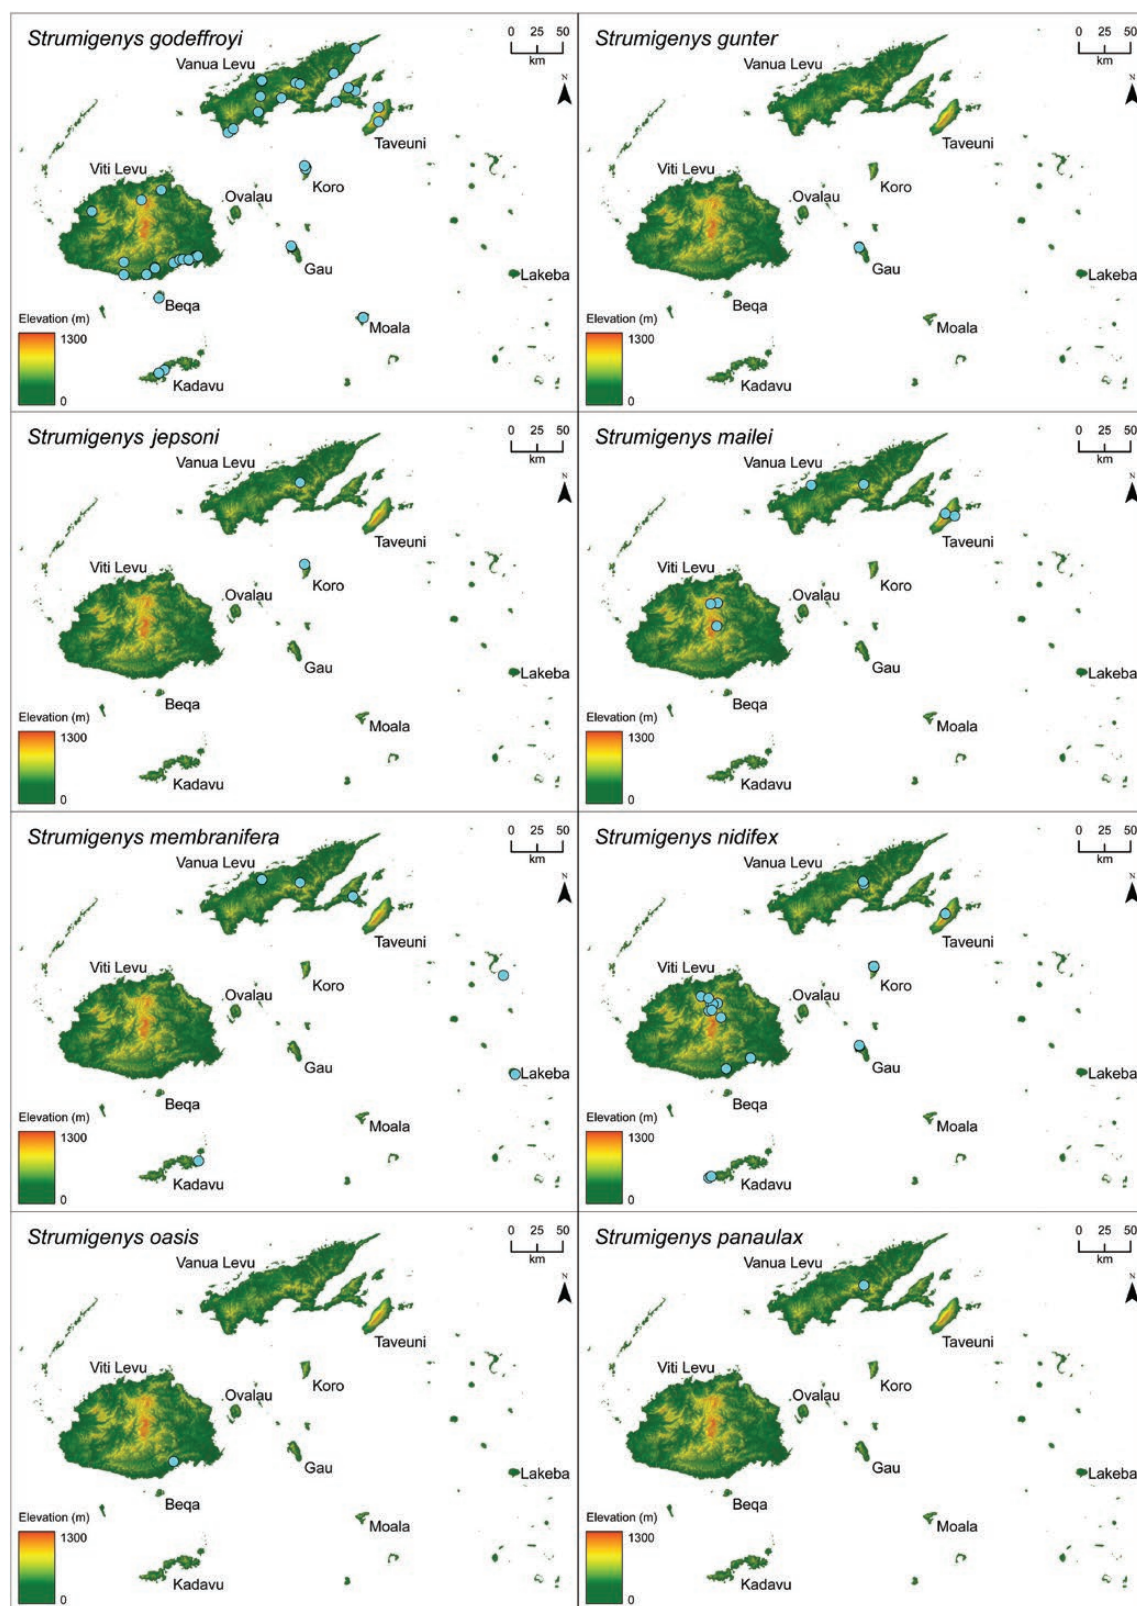 Strumigenys godeffroyi
0 25 50
km
N
Vanua Levu
Taveuni
Viti Levu
Koro
Ovalau
Gau
Lakeba
Beqa
Moala
Kadavu
Elevation (m)
1300
0
Strumigenys gunter
0 25 50
km
N
Vanua Levu
Taveuni
Viti Levu
Koro
Ovalau
Gau
Lakeba
Beqa
Moala
Kadavu
Elevation (m)
1300
0
Strumigenys jepsoni
0 25 50
km
N
Vanua Levu
Taveuni
Viti Levu
Koro
Ovalau
Gau
Lakeba
Beqa
Moala
Kadavu
Elevation (m)
1300
0
Strumigenys mailei
0 25 50
km
N
Vanua Levu
Taveuni
Viti Levu
Koro
Ovalau
Gau
Lakeba
Beqa
Moala
Kadavu
Elevation (m)
1300
0
Strumigenys membranifera
0 25 50
km
N
Vanua Levu
Taveuni
Viti Levu
Koro
Ovalau
Gau
Lakeba
Beqa
Moala
Kadavu
Elevation (m)
1300
0
Strumigenys nidifex
0 25 50
km
N
Vanua Levu
Taveuni
Viti Levu
Koro
Ovalau
Gau
Lakeba
Beqa
Moala
Kadavu
Elevation (m)
1300
0
Strumigenys oasis
0 25 50
km
N
Vanua Levu
Taveuni
Viti Levu
Koro
Ovalau
Gau
Lakeba
Beqa
Moala
Kadavu
Elevation (m)
1300
0
Strumigenys panaulax
0 25 50
km
N
Vanua Levu
Taveuni
Viti Levu
Koro
Ovalau
Gau
Lakeba
Beqa
Moala
Kadavu
Elevation (m)
1300
0